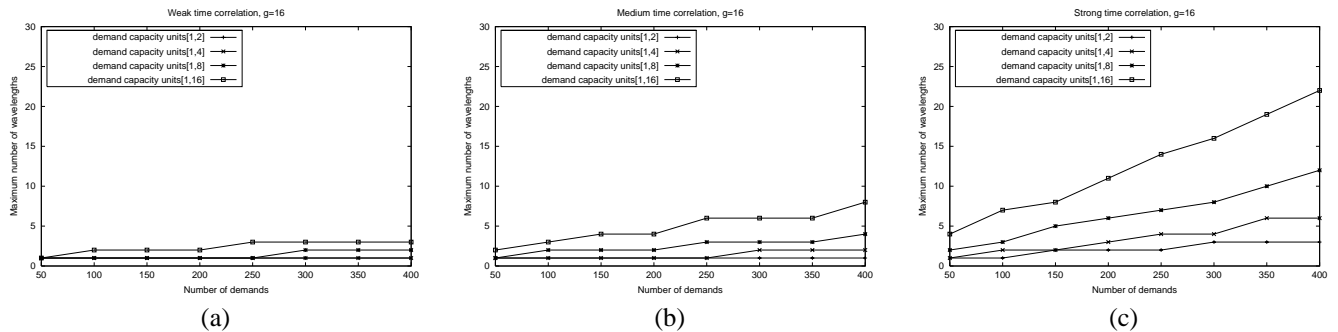 Weak time correlation, g=16
30
25
20
15
10
5
0
Maximum number of wavelengths
demand capacity units[1,2]
demand capacity units[1,4]
demand capacity units[1,8]
demand capacity units[1,16]
50 100 150 200 250 300 350 400
Number of demands
(a)
Medium time correlation, g=16
30
25
20
15
10
5
0
Maximum number of wavelengths
demand capacity units[1,2]
demand capacity units[1,4]
demand capacity units[1,8]
demand capacity units[1,16]
50 100 150 200 250 300 350 400
Number of demands
(b)
Strong time correlation, g=16
30
25
20
15
10
5
0
Maximum number of wavelengths
demand capacity units[1,2]
demand capacity units[1,4]
demand capacity units[1,8]
demand capacity units[1,16]
50 100 150 200 250 300 350 400
Number of demands
(c)